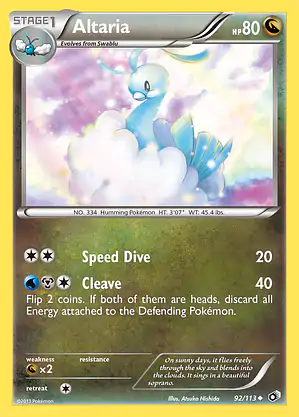 STAGE1
Altaria
HP80
Evolves from Swablu
NO. 334 Humming Pokémon HT: 3'07" WT: 45.4 lbs.
Speed Dive 20
Cleave 40
Flip 2 coins. If both of them are heads, discard all
Energy attached to the Defending Pokémon.
weakness resistance
×2
retreat
On sunny days, it flies freely
through the sky and blends into
the clouds. It sings in a beautiful
soprano.
Illus. Atsuko Nishida
©2013 Pokémon
92/113